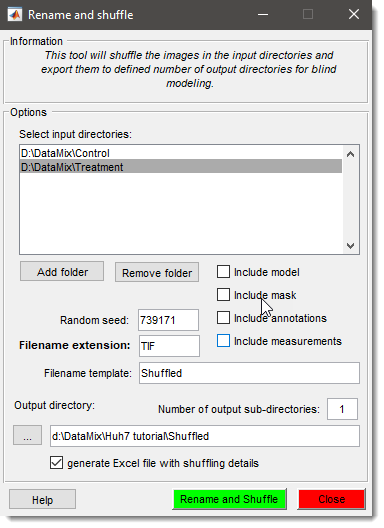 Rename and shuffle
Information
This tool will shuffle the images in the input directories and
export them to defined number of output directories for blind
modeling.
Options
Select input directories:
D:\DataMix\Control
D:\DataMix\Treatment
Add folder
Remove folder
Include model
Include mask
Random seed:
739171
Include annotations
Filename extension:
TIF
Include measurements
Filename template:
Shuffled
Output directory:
Number of output sub-directories:
1
...
d:\DataMix\Huh7 tutorial\Shuffled
generate Excel file with shuffling details
Help
Rename and Shuffle
Close